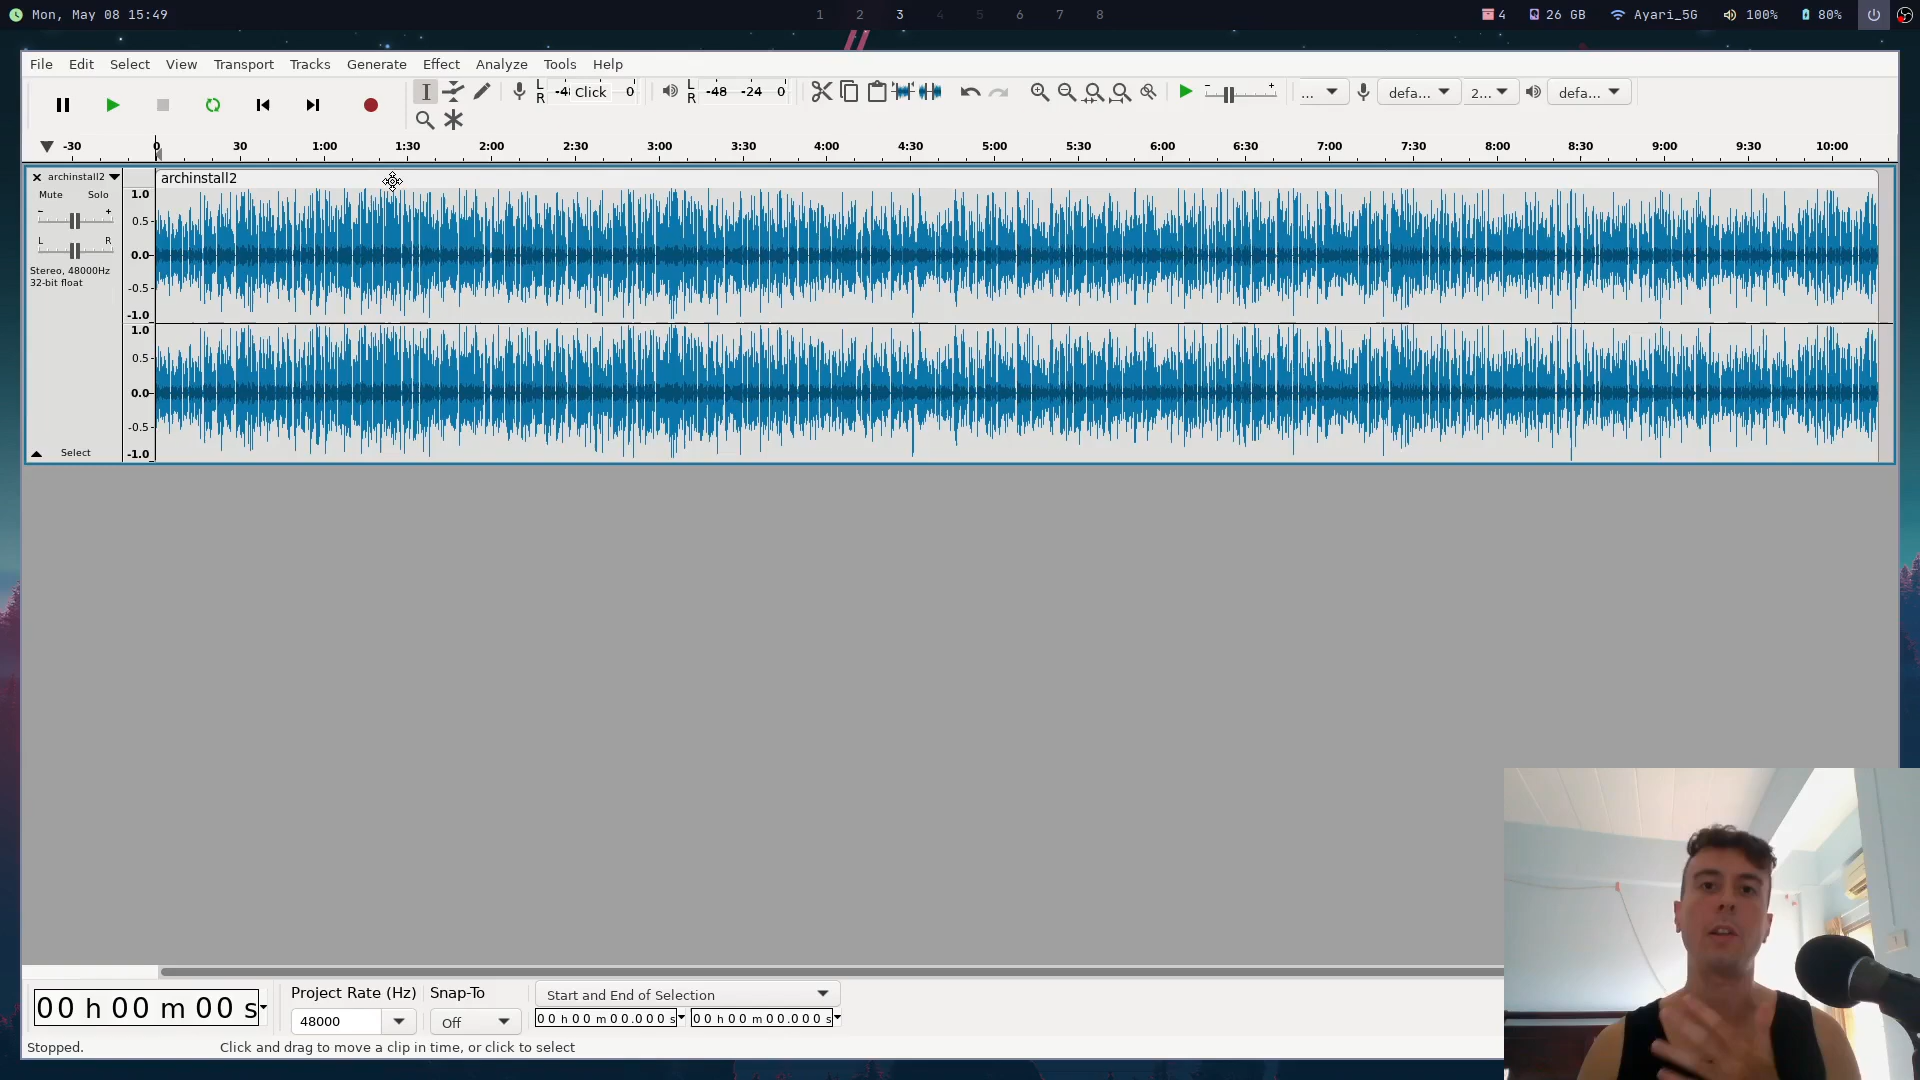 Mon, May 08 15:49
1 2 3 4 5 6 7 8
4 26 GB Ayari_5G 100% 80%
File Edit Select View Transport Tracks Generate Effect Analyze Tools Help
L R Click 0
L R -48 -24 0
... defa... 2... defa...
-30 0 30 1:00 1:30 2:00 2:30 3:00 3:30 4:00 4:30 5:00 5:30 6:00 6:30 7:00 7:30 8:00 8:30 9:00 9:30 10:00
archinstall2
archinstall2
Mute Solo
- +
L R
Stereo, 48000Hz
32-bit float
Select
1.0
0.5
0.0
-0.5
-1.0
1.0
0.5
0.0
-0.5
-1.0
00 h 00 m 00 s
Project Rate (Hz)
48000
Snap-To
Off
Start and End of Selection
00 h 00 m 00.000 s 00 h 00 m 00.000 s
Stopped.
Click and drag to move a clip in time, or click to select